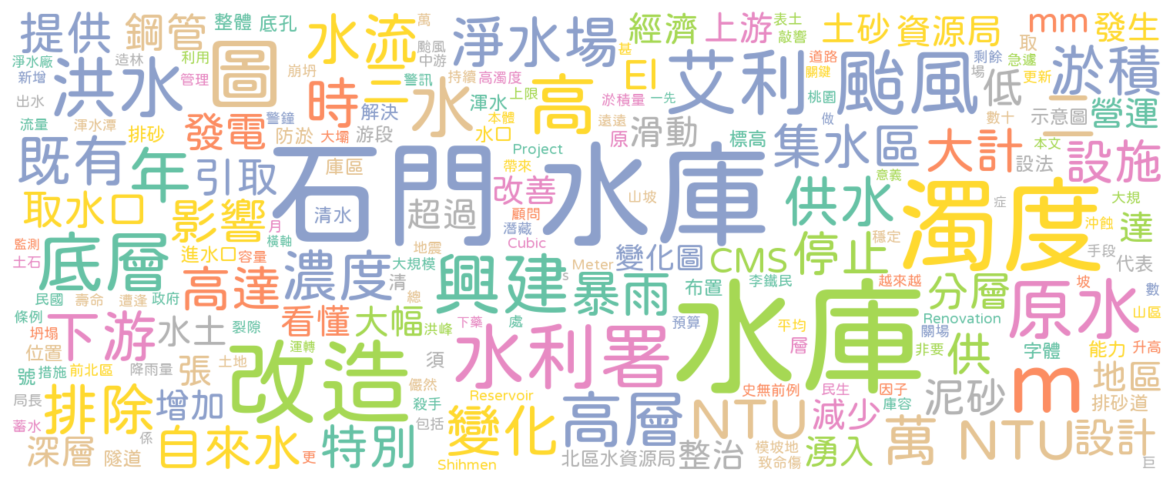 提供 鋼管 整體 底孔 水流 萬 淨水場 經濟 上游 土砂 資源局 mm 發生
淨水廠 造林 利用 颱風 中游 表土 敲響 道路 取 剩餘 急遽
新增 洪水 管理 圖 崩坍 時 二 警訊 水 持續 高濁度 高 EI 甚 艾利 颱風 關鍵 場 低 更新 淤積
出水 發電 警鐘 解決 渾水 上限 淤積量 一先 桃園 示意圖 營運
流量 渾水潭 排砂 防淤 大壩 游段 本體 水口 遠遠 原 滑動 標高 做 數十 二
既有 年 引取 庫區 石門水庫 Project 帶來 集水區 大計 本文 設法 設施
取水口 影響 清水 超過 改善 顧問 山坡 供水 意義 濁度 症 大規 沖蝕 達
監測 底層 進水口 月 橫軸 潛藏 Cubic 穩定 手段 代表
土石 高達 容量 濃度 大規模 清 地震 興建 s Meter 變化圖 CMS 停止
民國 壽命 遭逢 政府 總 暴雨 布置 李鐵民 越來越 分層 坡 數
條例 下游 水土 裂隙 看懂 大幅 洪峰 下藥 處 預算 水庫 平均 關場 Renovation 原水 山區
坍塌 位置 前北區 降雨量 土地 改造 運轉 須 水利署 層 非要 供 字體 能力 升高
號 措施 張 儼然 史無前例 民生 因子 m 地區
局長 排除 增加 殺手 Reservoir 高層 NTU 減少 庫容 泥砂 排砂道
蓄水 係 自來水 特別 包括 變化 模坡地 萬 NTU 設計
深層 隧道 更 Shihmen 北區水資源局 整治 致命傷 湧入 巨